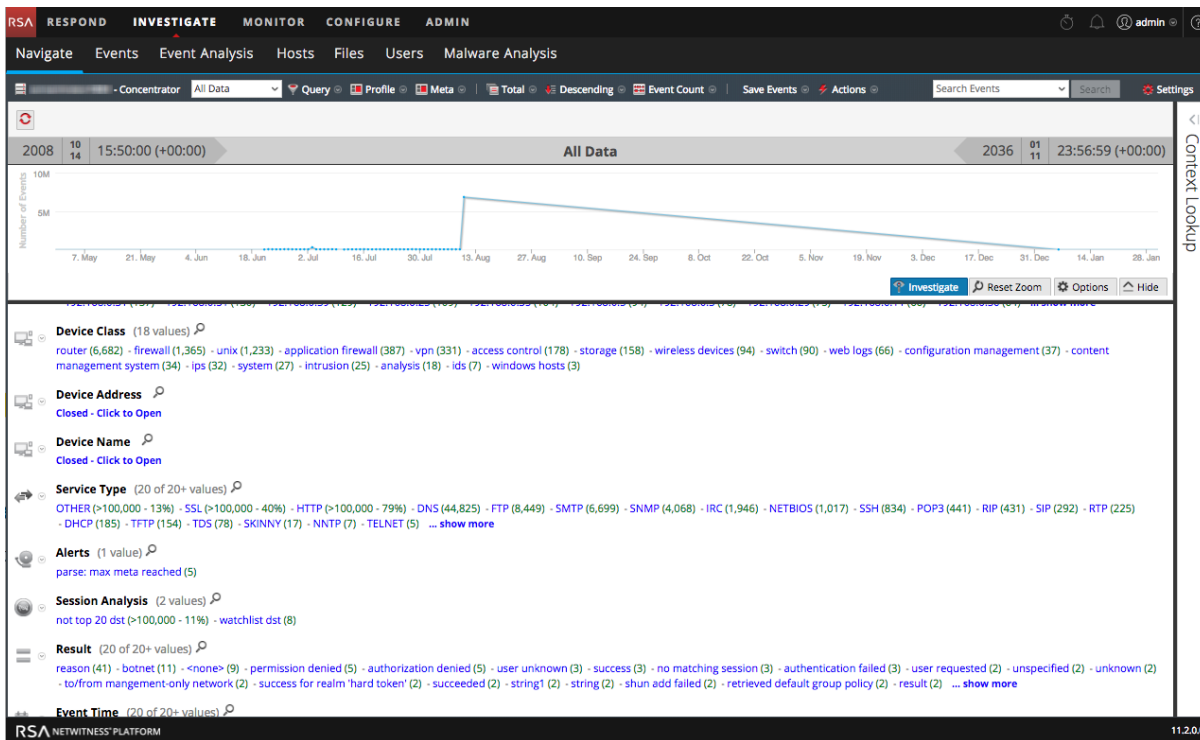 RSA RESPOND INVESTIGATE MONITOR CONFIGURE ADMIN admin
Navigate Events Event Analysis Hosts Files Users Malware Analysis
- Concentrator All Data Query Profile Meta Total Descending Event Count Save Events Actions Search Events Search Settings
2008 10 14 15:50:00 (+00:00) All Data 2036 01 11 23:56:59 (+00:00)
Context Lookup
Number of Events
10M
5M
7. May 21. May 4. Jun 18. Jun 2. Jul 16. Jul 30. Jul 13. Aug 27. Aug 10. Sep 24. Sep 8. Oct 22. Oct 5. Nov 19. Nov 3. Dec 17. Dec 31. Dec 14. Jan 28. Jan
Investigate Reset Zoom Options Hide
Device Class (18 values)
router (6,682) - firewall (1,365) - unix (1,233) - application firewall (387) - vpn (331) - access control (178) - storage (158) - wireless devices (94) - switch (90) - web logs (66) - configuration management (37) - content
management system (34) - ips (32) - system (27) - intrusion (25) - analysis (18) - ids (7) - windows hosts (3)
Device Address
Closed - Click to Open
Device Name
Closed - Click to Open
Service Type (20 of 20+ values)
OTHER (>100,000 - 13%) - SSL (>100,000 - 40%) - HTTP (>100,000 - 79%) - DNS (44,825) - FTP (8,449) - SMTP (6,699) - SNMP (4,068) - IRC (1,946) - NETBIOS (1,017) - SSH (834) - POP3 (441) - RIP (431) - SIP (292) - RTP (225)
- DHCP (185) - TFTP (154) - TDS (78) - SKINNY (17) - NNTP (7) - TELNET (5) ... show more
Alerts (1 value)
parse: max meta reached (5)
Session Analysis (2 values)
not top 20 dst (>100,000 - 11%) - watchlist dst (8)
Result (20 of 20+ values)
reason (41) - botnet (11) - <none> (9) - permission denied (5) - authorization denied (5) - user unknown (3) - success (3) - no matching session (3) - authentication failed (3) - user requested (2) - unspecified (2) - unknown (2)
- to/from mangement-only network (2) - success for realm 'hard token' (2) - succeeded (2) - string1 (2) - string (2) - shun add failed (2) - retrieved default group policy (2) - result (2) ... show more
Event Time (20 of 20+ values)
RSA NETWITNESS® PLATFORM 11.2.0.